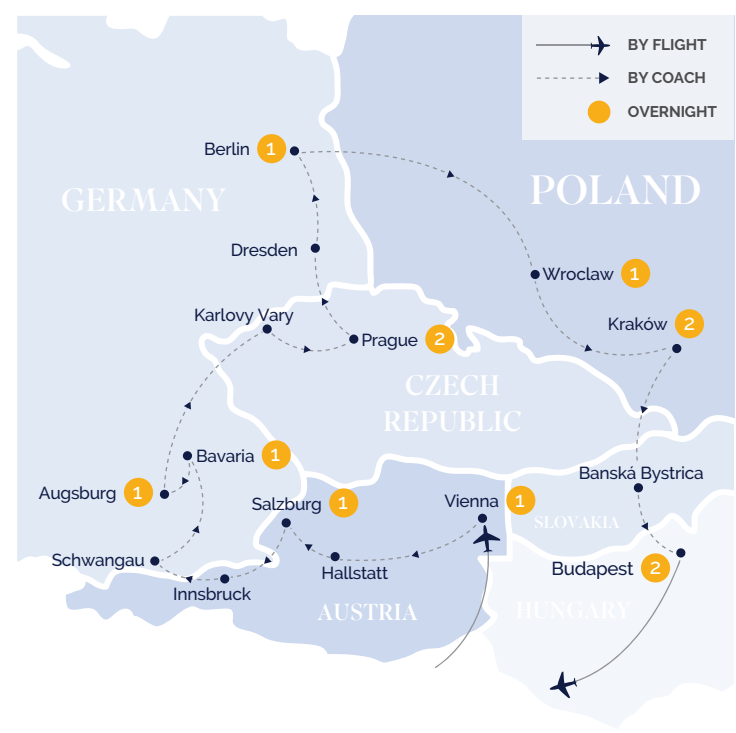 BY FLIGHT
BY COACH
OVERNIGHT
Berlin 1
GERMANY
POLAND
Dresden
Wroclaw 1
Karlovy Vary
Kraków 2
Prague 2
CZECH
REPUBLIC
Bavaria 1
Augsburg 1
Banská Bystrica
Salzburg 1
Vienna 1
SLOVAKIA
Schwangau
Hallstatt
Budapest 2
Innsbruck
AUSTRIA
HUNGARY